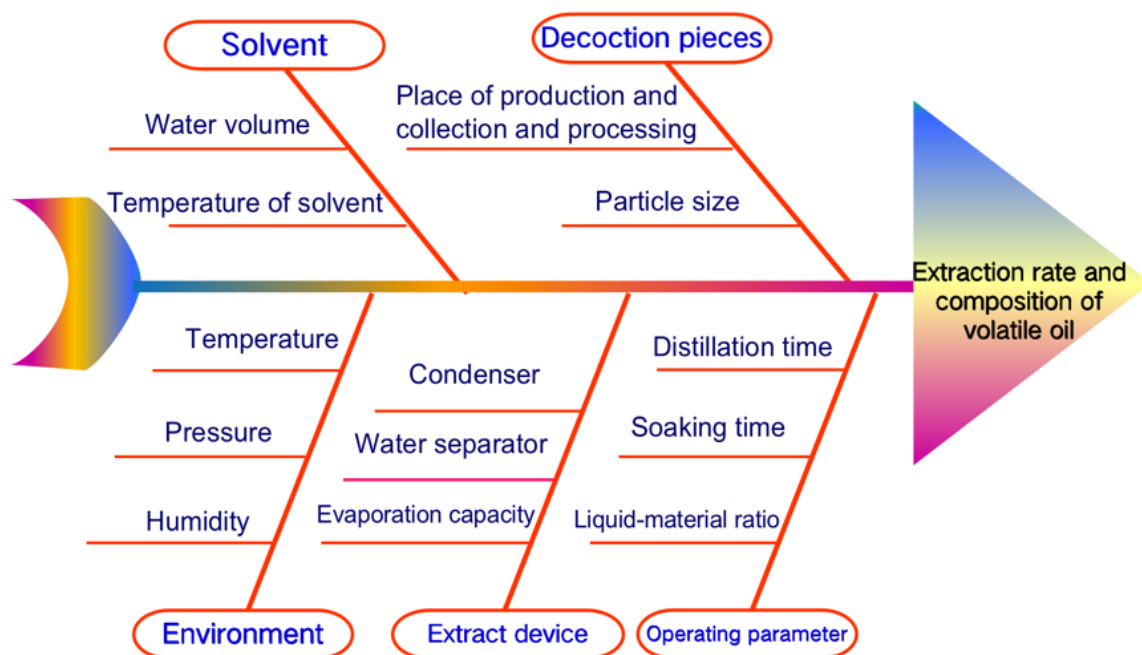 Solvent
Decoction pieces
Water volume
Place of production and
collection and processing
Temperature of solvent
Particle size
Extraction rate and
composition of
volatile oil
Temperature
Condenser
Distillation time
Pressure
Water separator
Soaking time
Humidity
Evaporation capacity
Liquid-material ratio
Environment
Extract device
Operating parameter